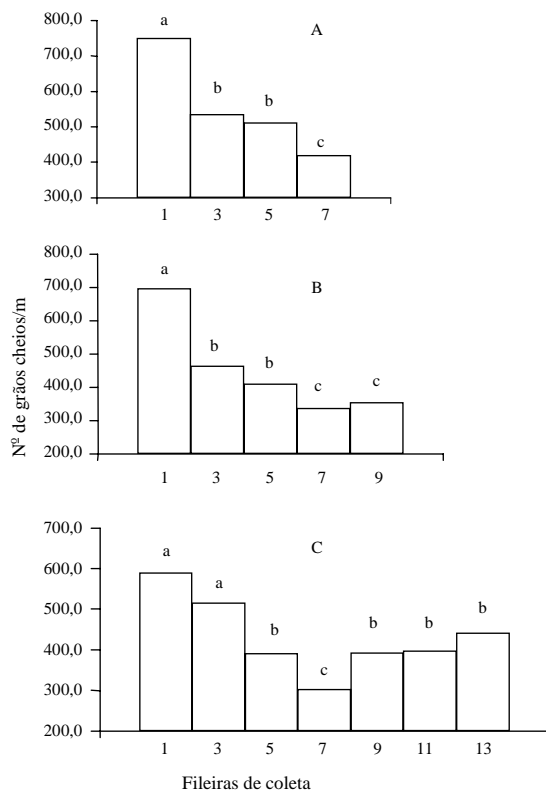 800,0
a
A
700,0
b
600,0
b
500,0
c
400,0
300,0
1 3 5 7
800,0
a
700,0
B
600,0
b
500,0
b
c
c
400,0
300,0
200,0
1 3 5 7 9
Nº de grãos cheios/m
700,0
a
C
600,0
a
b
500,0
b
b
b
400,0
c
300,0
200,0
1 3 5 7 9 11 13
Fileiras de coleta